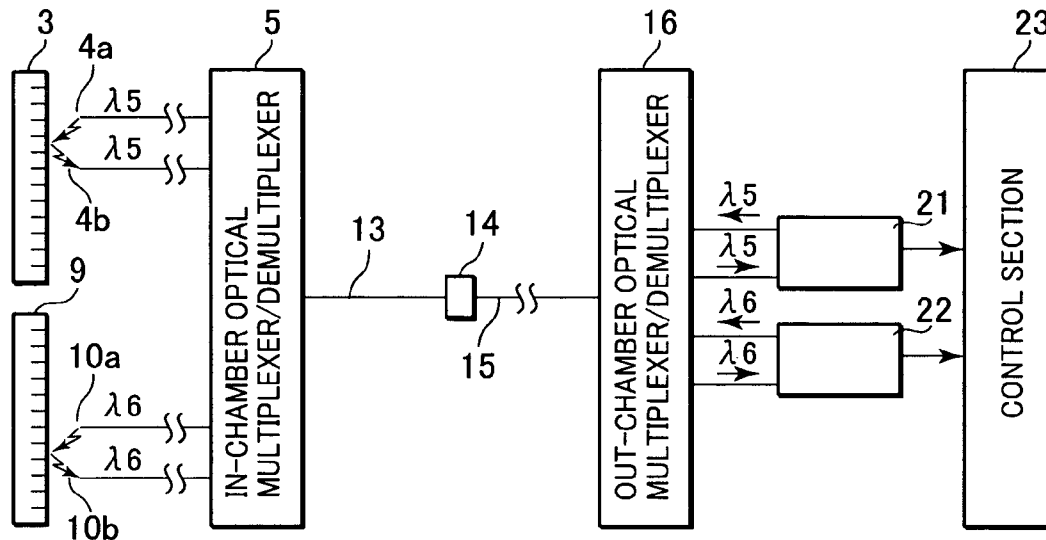 3
4a
λ5
λ5
4b
9
10a
λ6
λ6
10b
5
IN-CHAMBER OPTICAL
MULTIPLEXER/DEMULTIPLEXER
13
14
15
16
OUT-CHAMBER OPTICAL
MULTIPLEXER/DEMULTIPLEXER
λ5
λ5
λ6
λ6
21
22
23
CONTROL SECTION